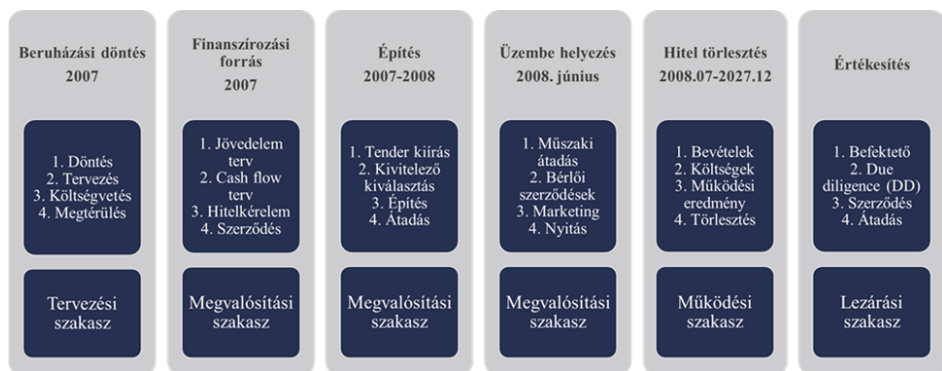 Beruházási döntés
2007
1. Döntés
2. Tervezés
3. Költségvetés
4. Megtérülés
Tervezési
szakasz
Finanszírozási
forrás
2007
1. Jövedelem
terv
2. Cash flow
terv
3. Hitelkérelem
4. Szerződés
Megvalósítási
szakasz
Építés
2007-2008
1. Tender kiírás
2. Kivitelező
kiválasztás
3. Építés
4. Átadás
Megvalósítási
szakasz
Üzembe helyezés
2008. június
1. Műszaki
átadás
2. Bérlői
szerződések
3. Marketing
4. Nyitás
Megvalósítási
szakasz
Hitel törlesztés
2008.07-2027.12
1. Bevételek
2. Költségek
3. Működési
eredmény
4. Törlesztés
Működési
szakasz
Értékesítés
1. Befektető
2. Due
diligence (DD)
3. Szerződés
4. Átadás
Lezárási
szakasz